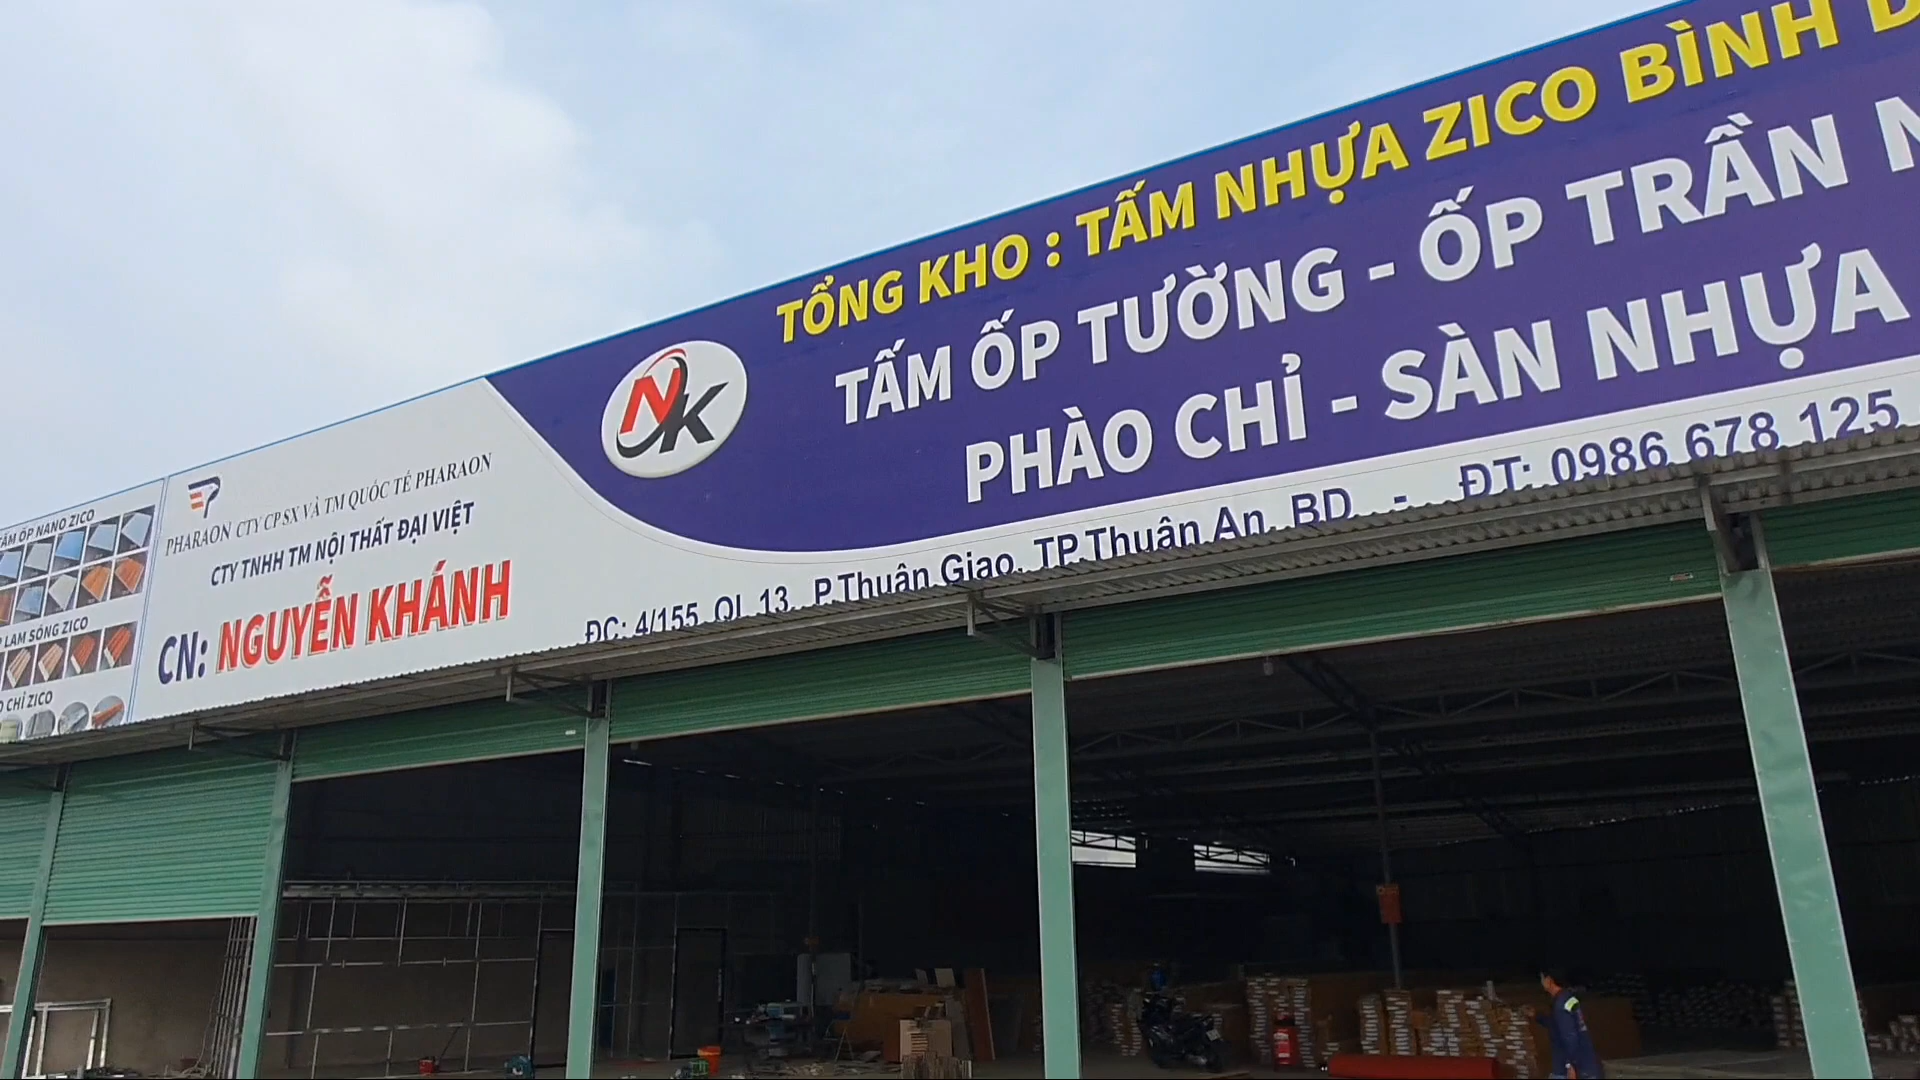 TẤM ỐP NANO ZICO
LAM SÓNG ZICO
CHỈ ZICO
PHARAON CTY CP SX VÀ TM QUỐC TẾ PHARAON
CTY TNHH TM NỘI THẤT ĐẠI VIỆT
CN: NGUYỄN KHÁNH
NK
TỔNG KHO : TẤM NHỰA ZICO BÌNH
TẤM ỐP TƯỜNG - ỐP TRẦN
PHÀO CHỈ - SÀN NHỰA
ĐC: 4/155, QL 13, P.Thuận Giao, TP.Thuận An, BD - ĐT: 0986 678 125